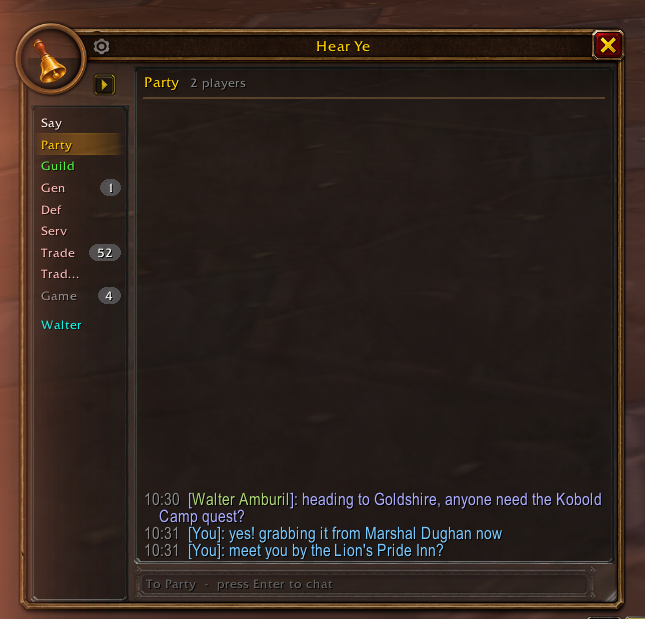 Hear Ye
Party 2 players
Say
Party
Guild
Gen 1
Def
Serv
Trade 52
Trad...
Game 4
Walter
10:30 [Walter Amburil]: heading to Goldshire, anyone need the Kobold
Camp quest?
10:31 [You]: yes! grabbing it from Marshal Dughan now
10:31 [You]: meet you by the Lion's Pride Inn?
To Party - press Enter to chat